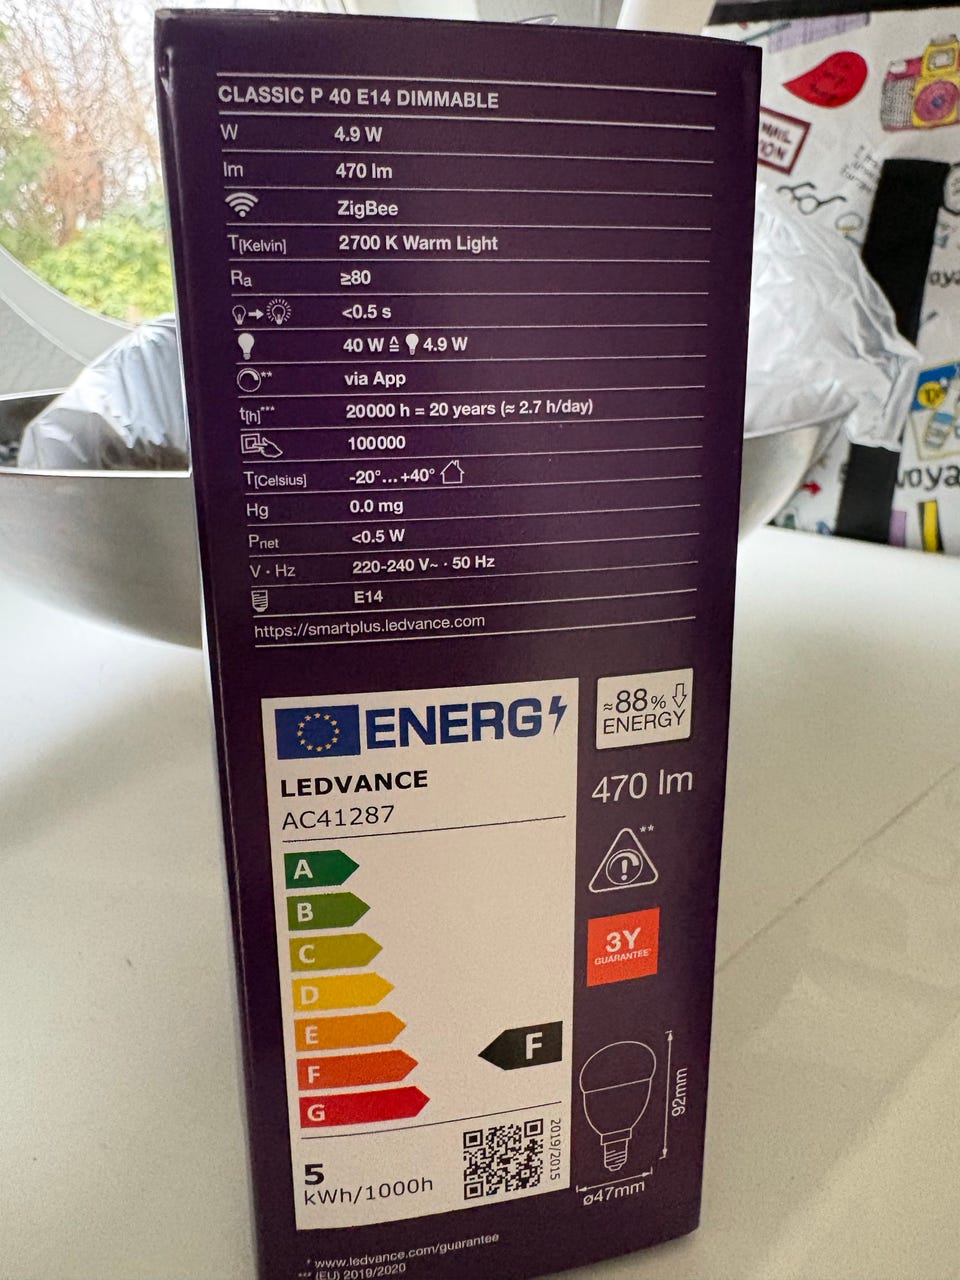 CLASSIC P 40 E14 DIMMABLE
W 4.9 W
lm 470 lm
ZigBee
T[Kelvin] 2700 K Warm Light
Ra ≥80
<0.5 s
40 W ≙ 4.9 W
** via App
t[h]*** 20000 h = 20 years (≈ 2.7 h/day)
100000
T[Celsius] -20°...+40°
Hg 0.0 mg
Pnet <0.5 W
V · Hz 220-240 V~ · 50 Hz
E14
https://smartplus.ledvance.com
ENERG
LEDVANCE
AC41287
A
B
C
D
E
F
G
F
5
kWh/1000h
2019/2015
≈88%
ENERGY
470 lm
**
3Y
GUARANTEE*
92mm
ø47mm
* www.ledvance.com/guarantee
*** (EU) 2019/2020
MAIL
voya